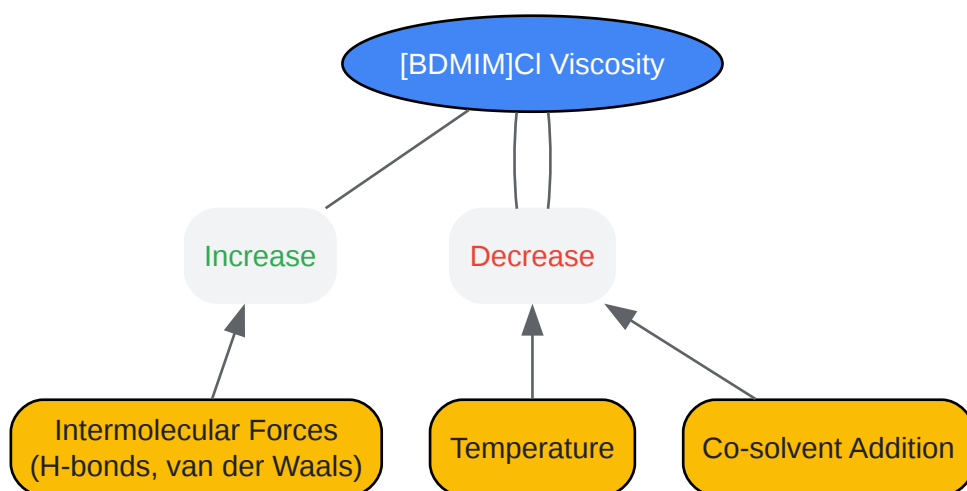 [BDMIM]Cl Viscosity
Increase
Decrease
Intermolecular Forces
(H-bonds, van der Waals)
Temperature
Co-solvent Addition